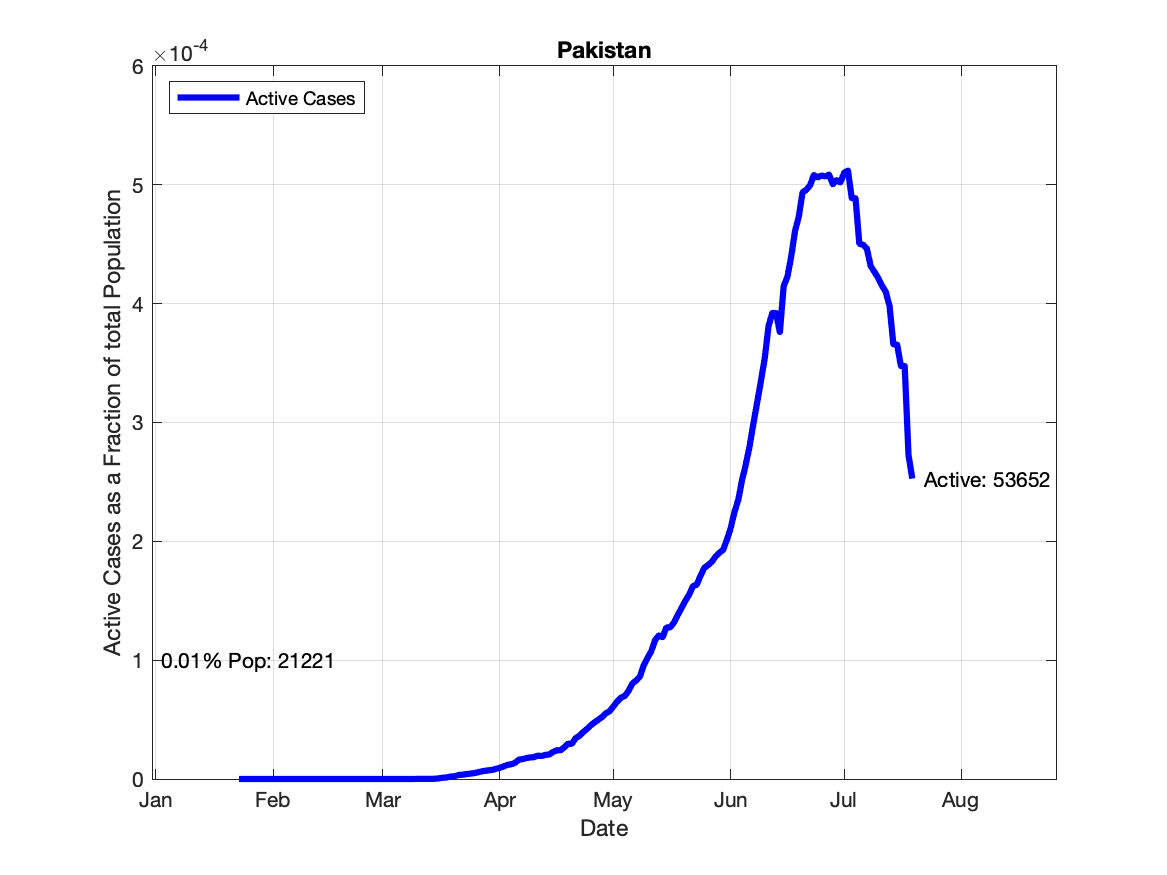 Pakistan
×10⁻⁴
Active Cases
6
5
4
3
2
1
0
Active Cases as a Fraction of total Population
0.01% Pop: 21221
Active: 53652
Jan Feb Mar Apr May Jun Jul Aug
Date